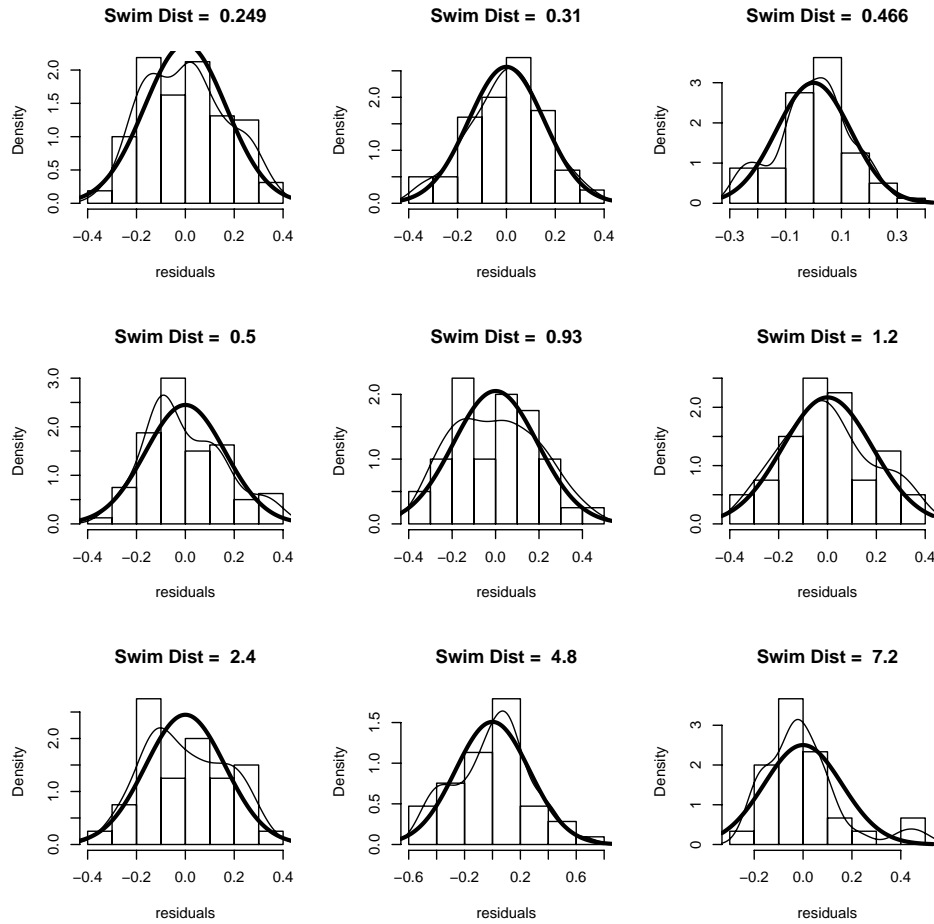 Swim Dist = 0.249
Density
0.0 0.5 1.0 1.5 2.0
−0.4 −0.2 0.0 0.2 0.4
residuals
Swim Dist = 0.31
Density
0.0 1.0 2.0
−0.4 −0.2 0.0 0.2 0.4
residuals
Swim Dist = 0.466
Density
0 1 2 3
−0.3 −0.1 0.1 0.3
residuals
Swim Dist = 0.5
Density
0.0 1.0 2.0 3.0
−0.4 −0.2 0.0 0.2 0.4
residuals
Swim Dist = 0.93
Density
0.0 1.0 2.0
−0.4 −0.2 0.0 0.2 0.4
residuals
Swim Dist = 1.2
Density
0.0 1.0 2.0
−0.4 −0.2 0.0 0.2 0.4
residuals
Swim Dist = 2.4
Density
0.0 1.0 2.0
−0.4 −0.2 0.0 0.2 0.4
residuals
Swim Dist = 4.8
Density
0.0 0.5 1.0 1.5
−0.6 −0.2 0.2 0.6
residuals
Swim Dist = 7.2
Density
0 1 2 3
−0.2 0.0 0.2 0.4
residuals